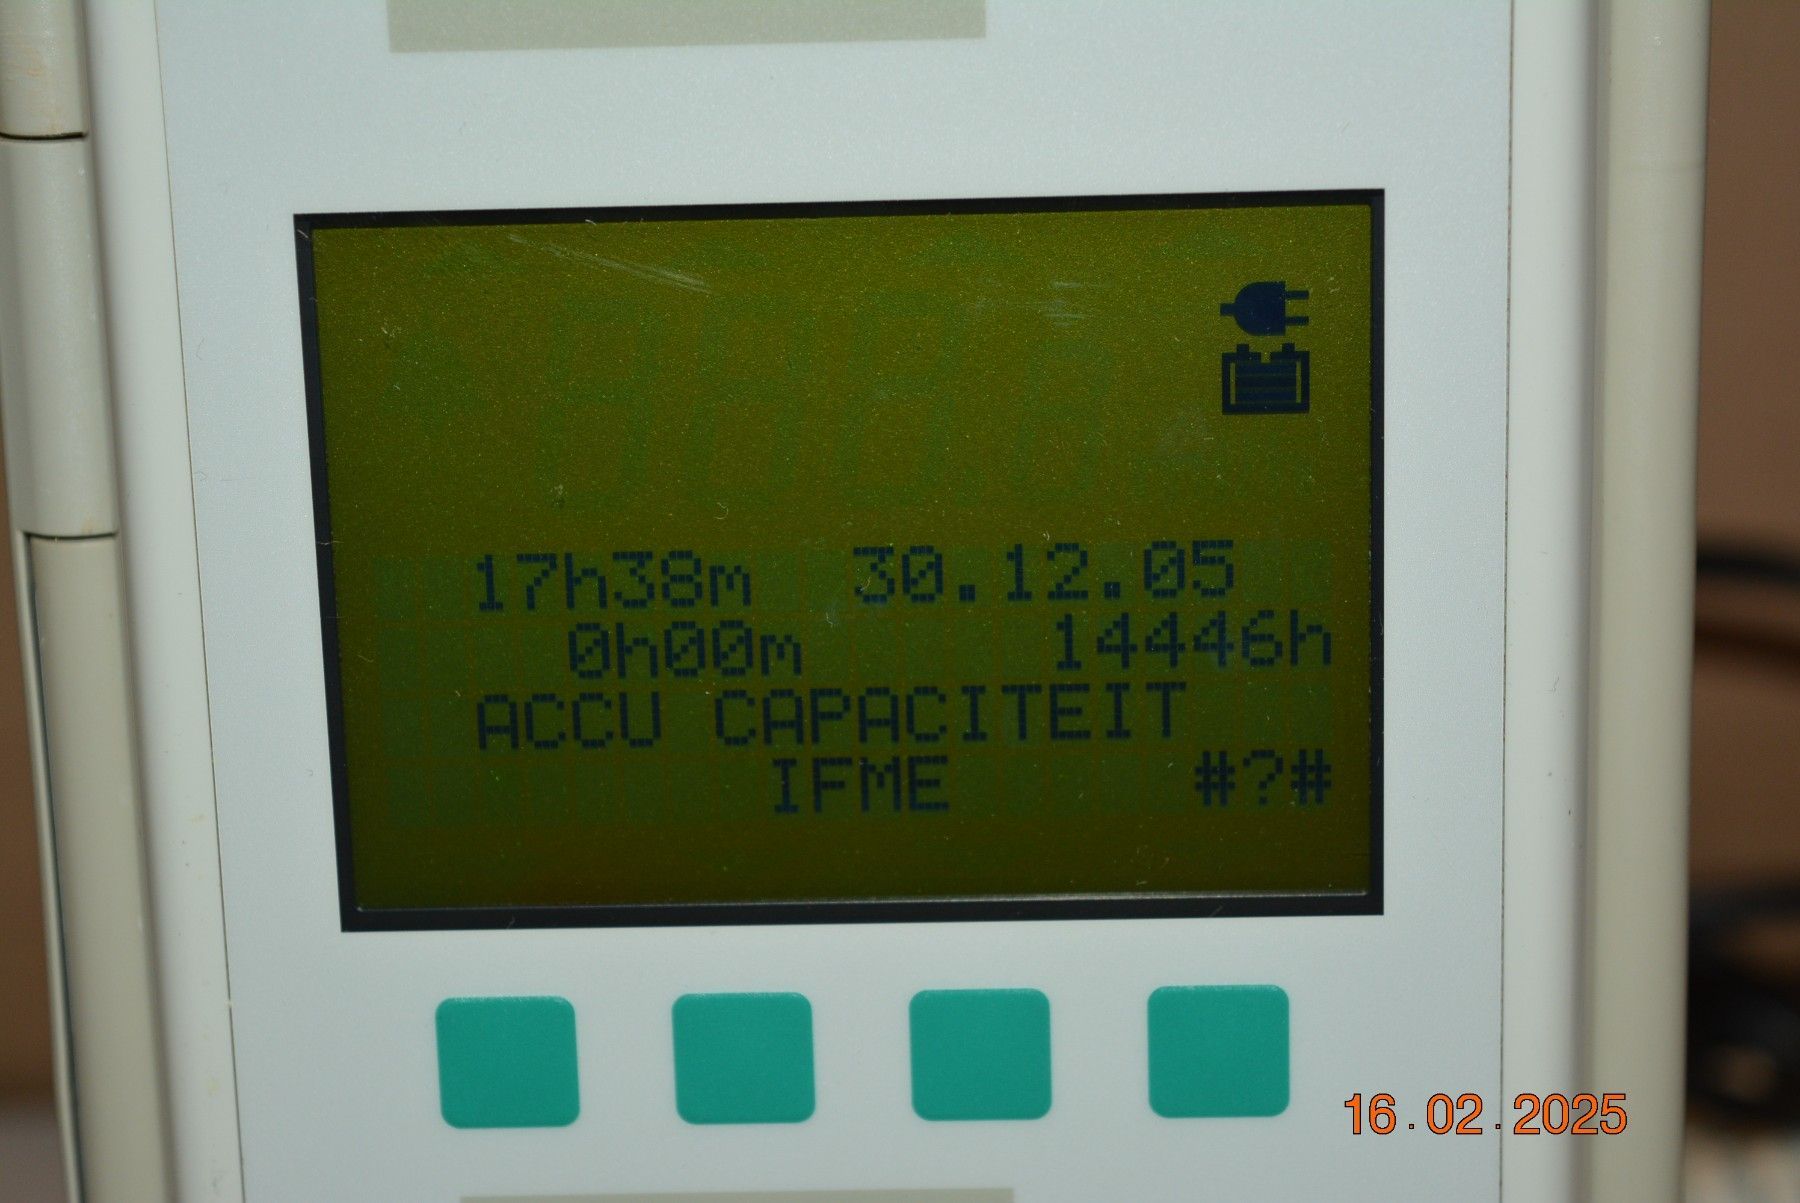 17h38m 30.12.05
0h00m 14446h
ACCU CAPACITEIT
IFME #?#
16.02.2025